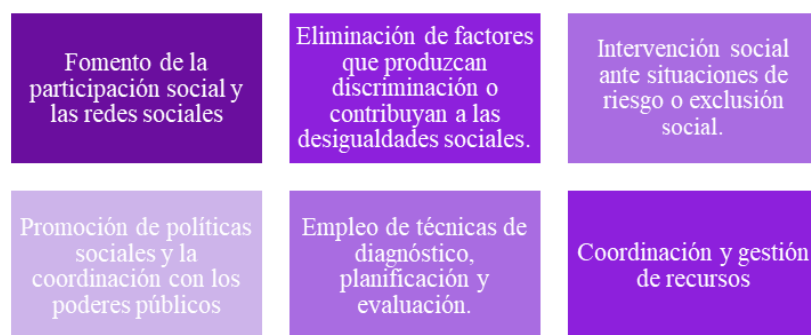 Fomento de la
participación social y
las redes sociales
Eliminación de factores
que produzcan
discriminación o
contribuyan a las
desigualdades sociales.
Intervención social
ante situaciones de
riesgo o exclusión
social.
Promoción de políticas
sociales y la
coordinación con los
poderes públicos
Empleo de técnicas de
diagnóstico,
planificación y
evaluación.
Coordinación y gestión
de recursos